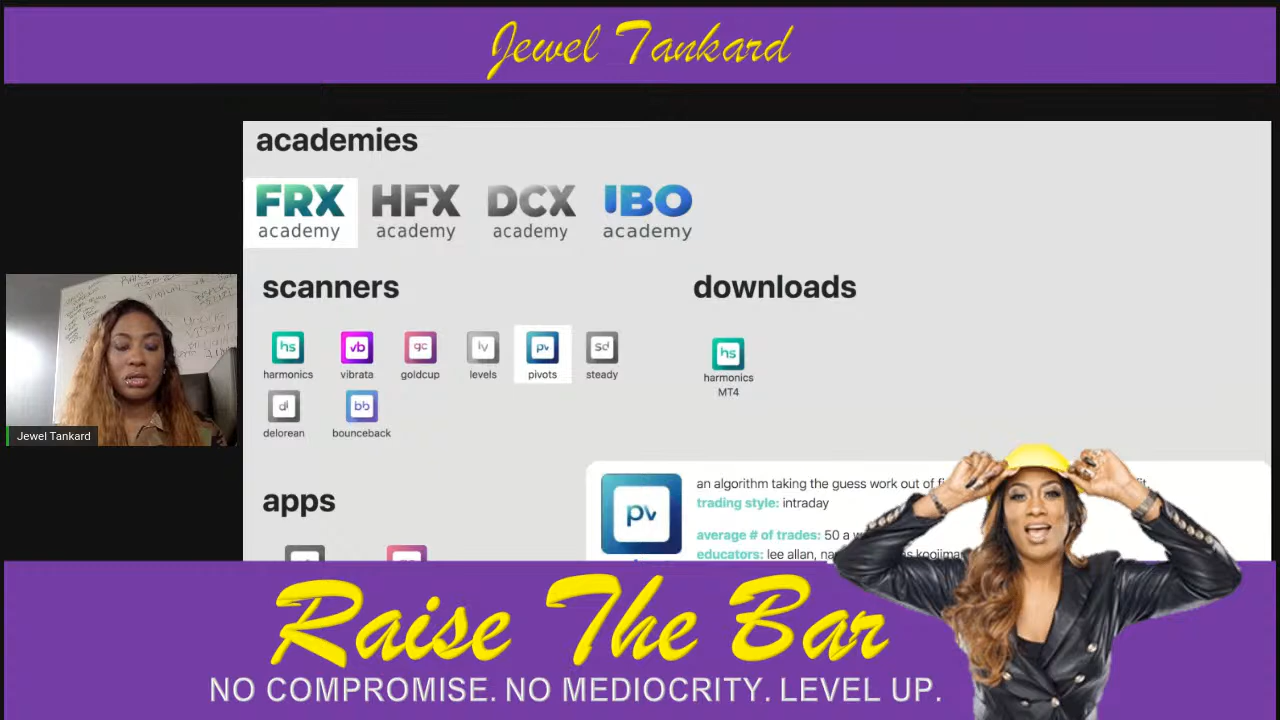 Jewel Tankard
academies
FRX HFX DCX IBO
academy academy academy academy
scanners
downloads
hs vb gc lv pv sd
harmonics vibrata goldcup levels pivots steady
hs
harmonics
MT4
dl bb
delorean bounceback
Jewel Tankard
apps
pv
an algorithm taking the guess work out of
trading style: intraday
average # of trades: 50 a
educators: lee allan,
Raise The Bar
NO COMPROMISE. NO MEDIOCRITY. LEVEL UP.